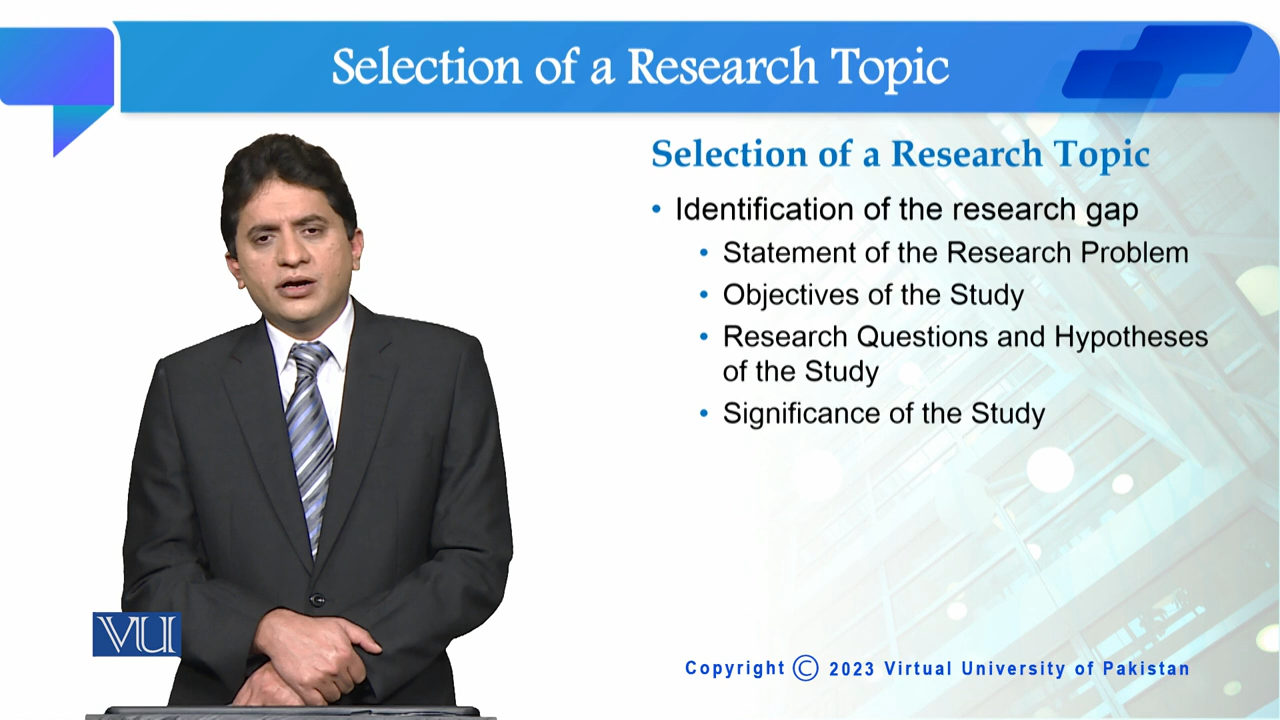 Selection of a Research Topic
Selection of a Research Topic
• Identification of the research gap
• Statement of the Research Problem
• Objectives of the Study
• Research Questions and Hypotheses
of the Study
• Significance of the Study
VU
Copyright © 2023 Virtual University of Pakistan